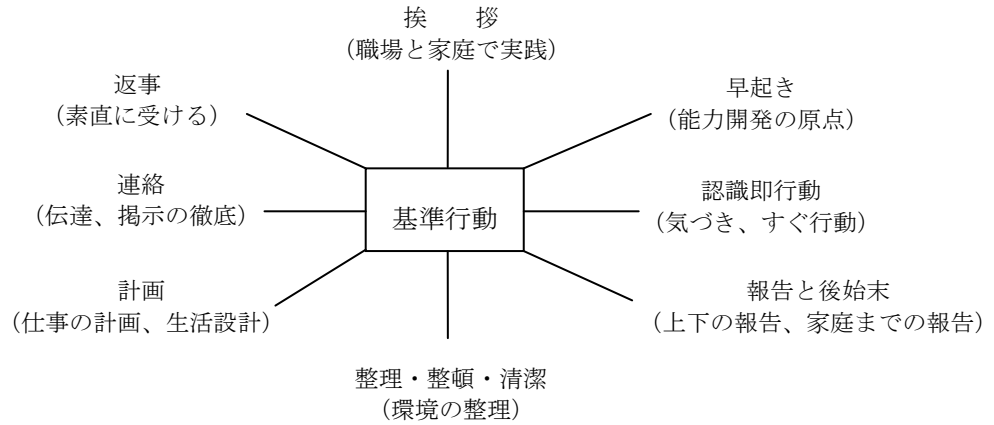 挨　　拶
（職場と家庭で実践）
返事
（素直に受ける）
早起き
（能力開発の原点）
連絡
（伝達、掲示の徹底）
基準行動
認識即行動
（気づき、すぐ行動）
計画
（仕事の計画、生活設計）
報告と後始末
（上下の報告、家庭までの報告）
整理・整頓・清潔
（環境の整理）